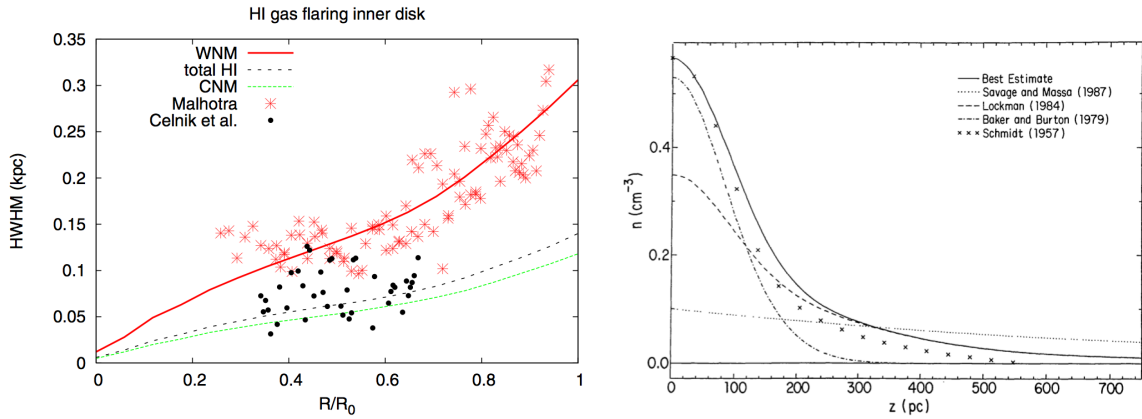 HI gas flaring inner disk
HWHM (kpc)
0.35
0.3
0.25
0.2
0.15
0.1
0.05
0
WNM
total HI
CNM
Malhotra
Celnik et al.
0 0.2 0.4 0.6 0.8 1
R/R₀
n (cm⁻³)
0.4
0.2
0.0
Best Estimate
Savage and Massa (1987)
Lockman (1984)
Baker and Burton (1979)
Schmidt (1957)
0 100 200 300 400 500 600 700
z (pc)